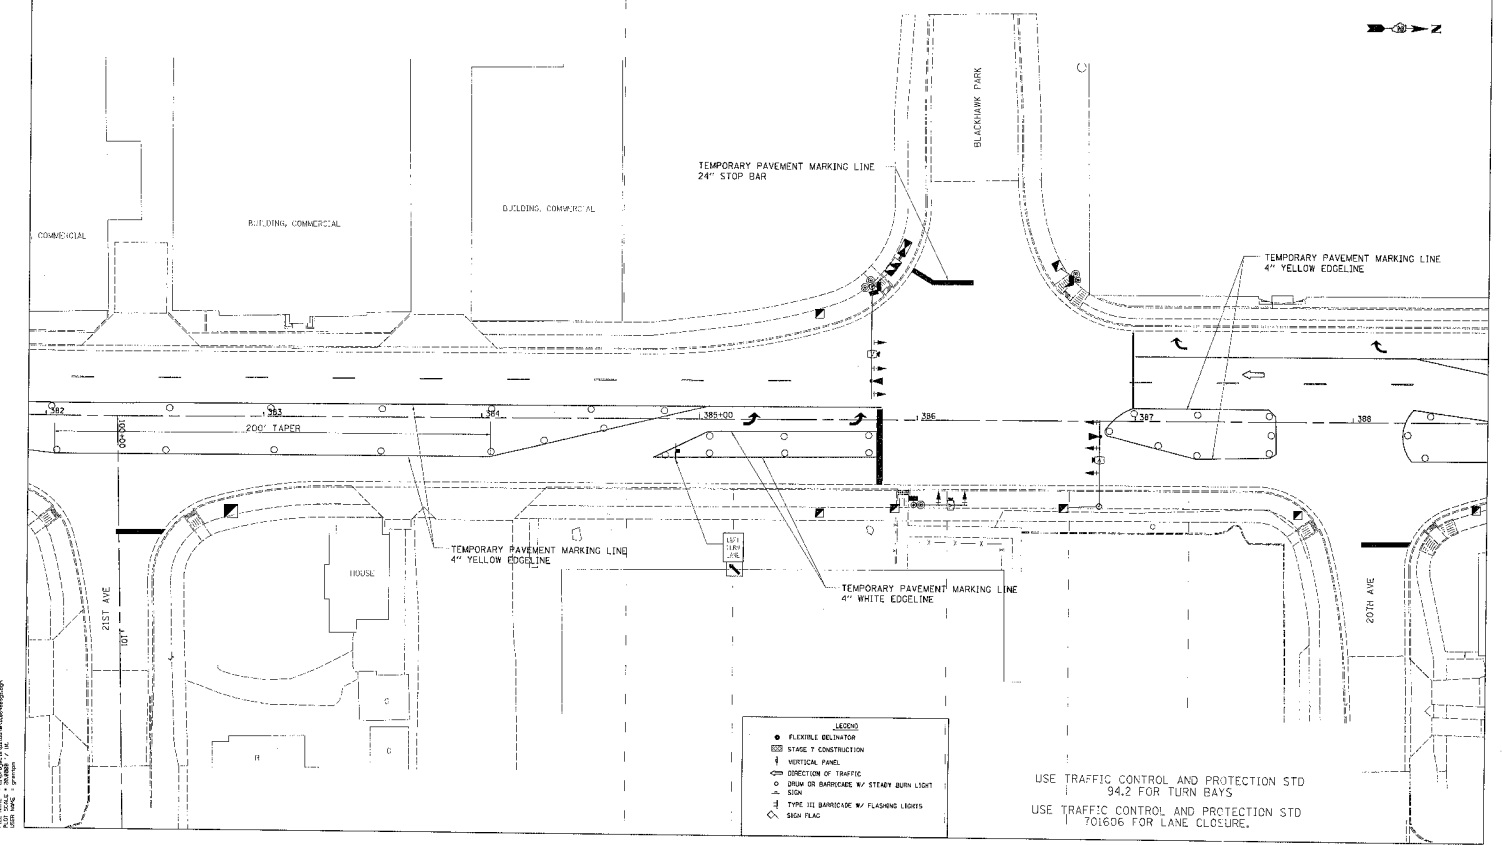 N
BLACKHAWK PARK
TEMPORARY PAVEMENT MARKING LINE
24" STOP BAR
COMMERCIAL
BUILDING, COMMERCIAL
BUILDING, COMMERCIAL
TEMPORARY PAVEMENT MARKING LINE
4" YELLOW EDGELINE
382
383
384
385+00
386
387
388
200' TAPER
100+00
TEMPORARY PAVEMENT MARKING LINE
4" YELLOW EDGELINE
LEFT
TURN
LANE
TEMPORARY PAVEMENT MARKING LINE
4" WHITE EDGELINE
HOUSE
21ST AVE
101
20TH AVE
G
G
R
LEGEND
FLEXIBLE DELINATOR
STAGE 7 CONSTRUCTION
VERTICAL PANEL
DIRECTION OF TRAFFIC
DRUM OR BARRICADE W/ STEADY BURN LIGHT
SIGN
TYPE III BARRICADE W/ FLASHING LIGHTS
SIGN FLAG
USE TRAFFIC CONTROL AND PROTECTION STD
94.2 FOR TURN BAYS
USE TRAFFIC CONTROL AND PROTECTION STD
701606 FOR LANE CLOSURE.